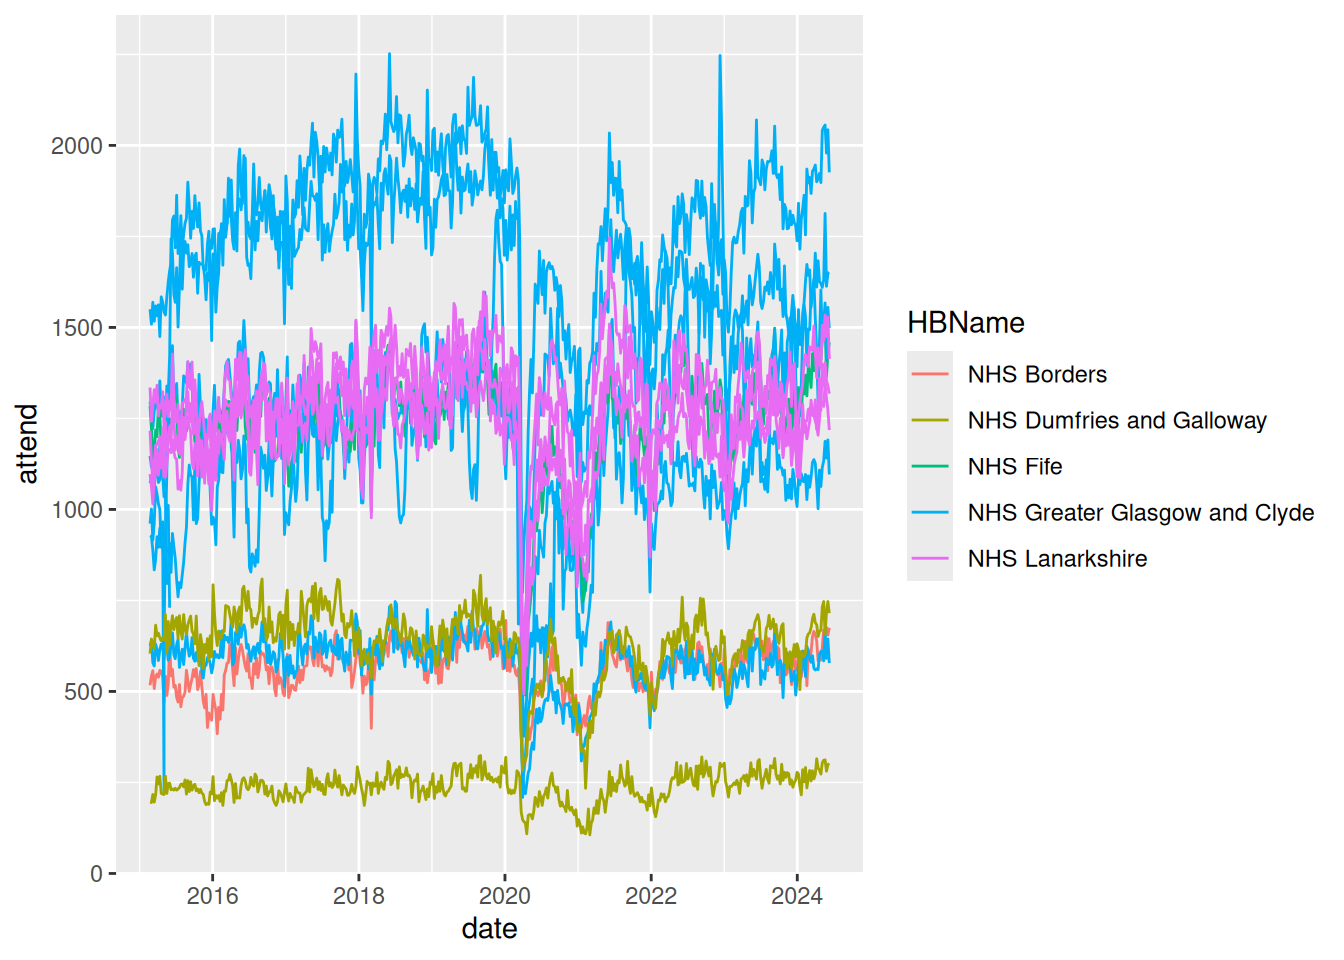 2000
1500
1000
500
0
attend
2016 2018 2020 2022 2024
date
HBName
NHS Borders
NHS Dumfries and Galloway
NHS Fife
NHS Greater Glasgow and Clyde
NHS Lanarkshire